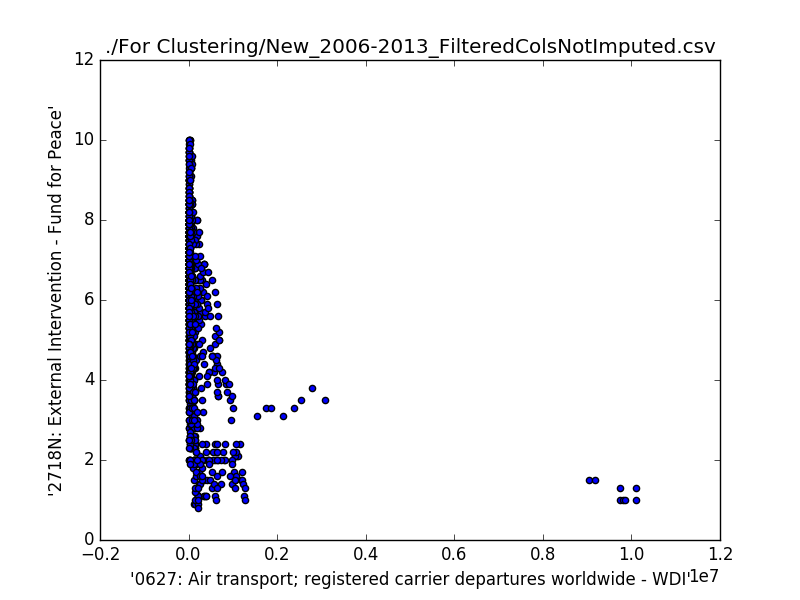 ./For Clustering/New_2006-2013_FilteredColsNotImputed.csv
12
10
8
6
4
2
0
'2718N: External Intervention - Fund for Peace'
−0.2 0.0 0.2 0.4 0.6 0.8 1.0 1.2
1e7
'0627: Air transport; registered carrier departures worldwide - WDI'